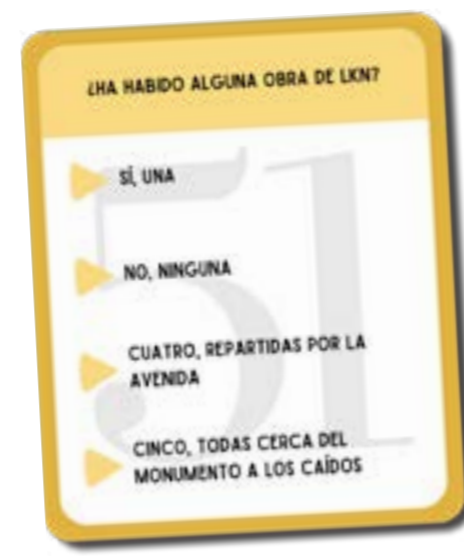 ¿HA HABIDO ALGUNA OBRA DE LKN?
SÍ, UNA
NO, NINGUNA
CUATRO, REPARTIDAS POR LA
AVENIDA
CINCO, TODAS CERCA DEL
MONUMENTO A LOS CAÍDOS
51